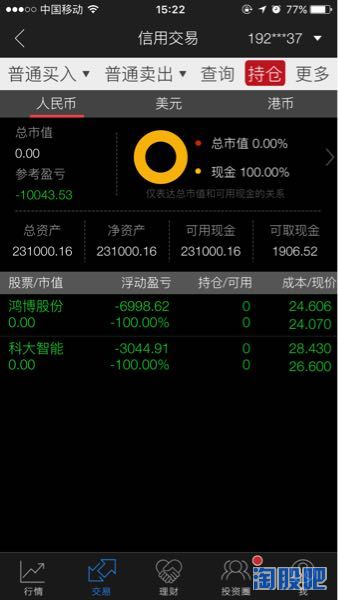 中国移动 15:22 77%
信用交易 192***37
普通买入 普通卖出 查询 持仓 更多
人民币 美元 港币
总市值
0.00
参考盈亏
-10043.53
总市值 0.00%
现金 100.00%
仅表达总市值和可用现金的关系
总资产 净资产 可用现金 可取现金
231000.16 231000.16 231000.16 1906.52
股票/市值 浮动盈亏 持仓/可用 成本/现价
鸿博股份 -6998.62 0 24.606
0.00 -100.00% 0 24.070
科大智能 -3044.91 0 28.430
0.00 -100.00% 0 26.600
行情 交易 理财 投资圈 我
淘股吧